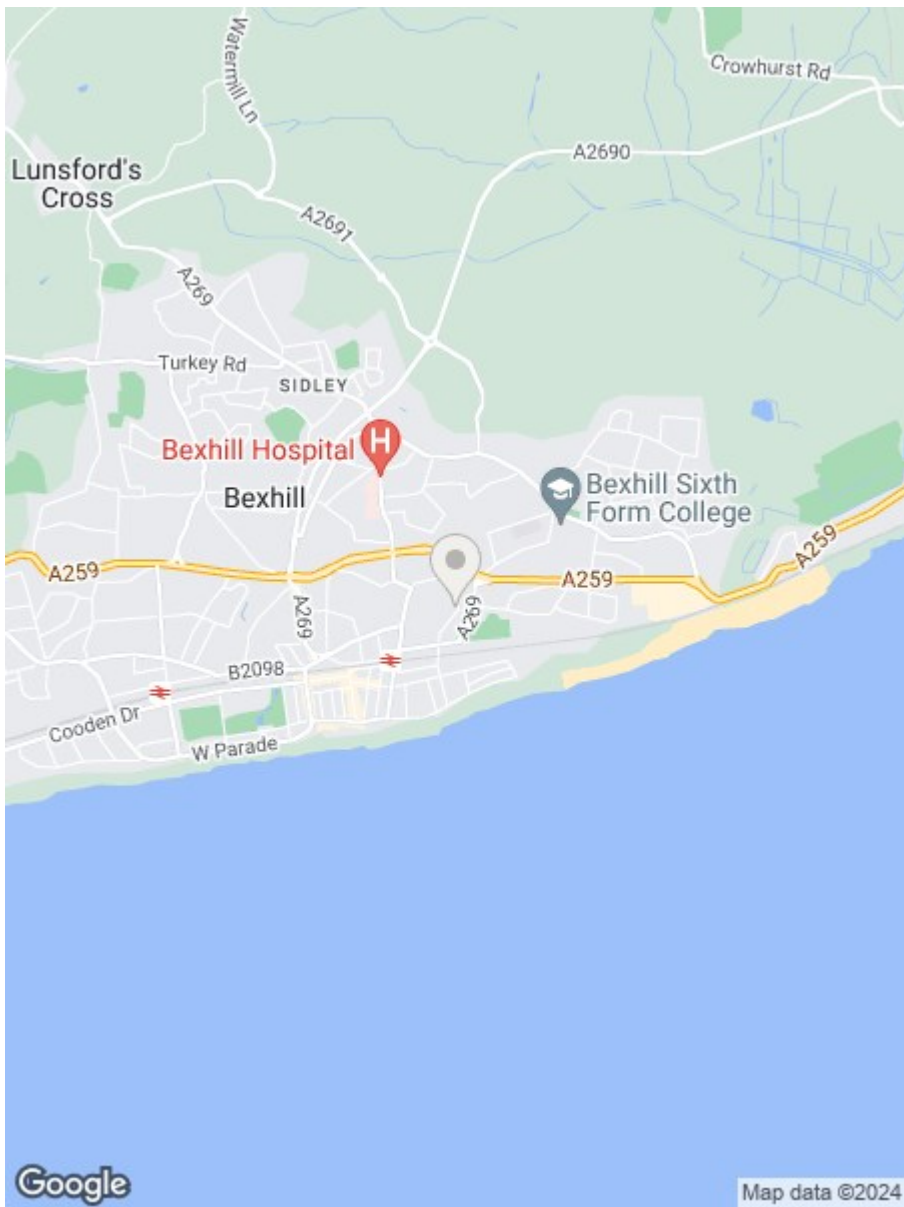 Watermill Ln
Crowhurst Rd
A2690
Lunsford's
Cross
A2691
A269
Turkey Rd
SIDLEY
H
Bexhill Hospital
Bexhill
Bexhill Sixth
Form College
A259
A259
A259
A269
A269
B2098
Cooden Dr
W Parade
Google
Map data ©2024